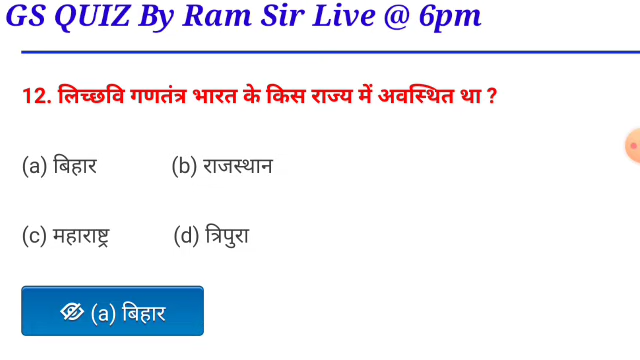 GS QUIZ By Ram Sir Live @ 6pm
12. लिच्छवि गणतंत्र भारत के किस राज्य में अवस्थित था ?
(a) बिहार (b) राजस्थान
(c) महाराष्ट्र (d) त्रिपुरा
(a) बिहार